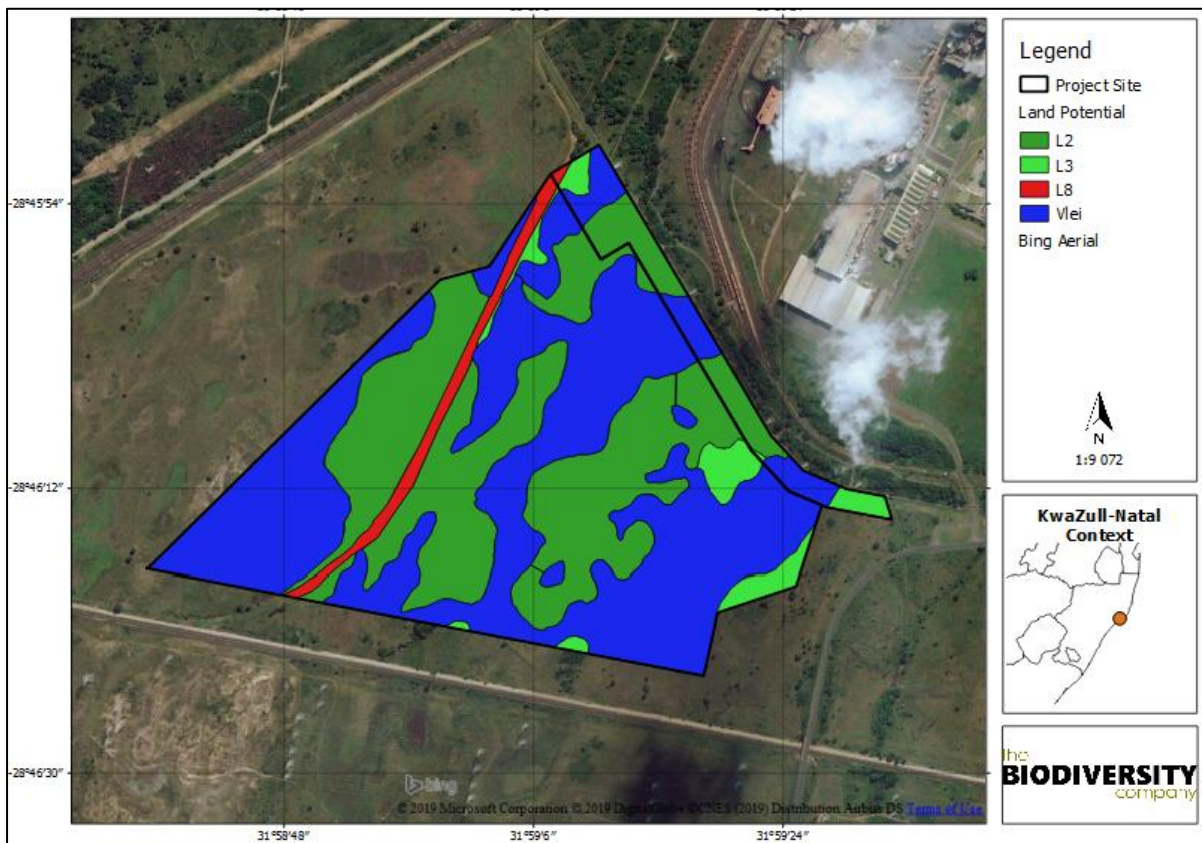 Legend
Project Site
Land Potential
L2
L3
L8
Vlei
Bing Aerial
N
1:9 072
KwaZull-Natal
Context
the
BIODIVERSITY
company
-28°45'54"
-28°46'12"
-28°46'30"
bing
© 2019 Microsoft Corporation © 2019 DigitalGlobe ©CNES (2019) Distribution Airbus DS Terms of Use
31°58'48"
31°59'6"
31°59'24"